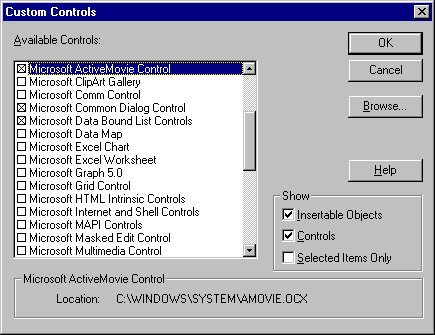 Custom Controls
Available Controls:
Microsoft ActiveMovie Control
Microsoft ClipArt Gallery
Microsoft Comm Control
Microsoft Common Dialog Control
Microsoft Data Bound List Controls
Microsoft Data Map
Microsoft Excel Chart
Microsoft Excel Worksheet
Microsoft Graph 5.0
Microsoft Grid Control
Microsoft HTML Intrinsic Controls
Microsoft Internet and Shell Controls
Microsoft MAPI Controls
Microsoft Masked Edit Control
Microsoft Multimedia Control
OK
Cancel
Browse...
Help
Show
Insertable Objects
Controls
Selected Items Only
Microsoft ActiveMovie Control
Location: C:\WINDOWS\SYSTEM\AMOVIE.OCX